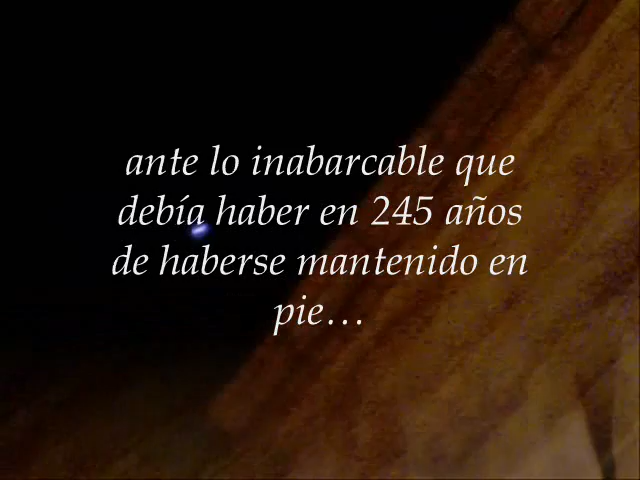 ante lo inabarcable que
debía haber en 245 años
de haberse mantenido en
pie…